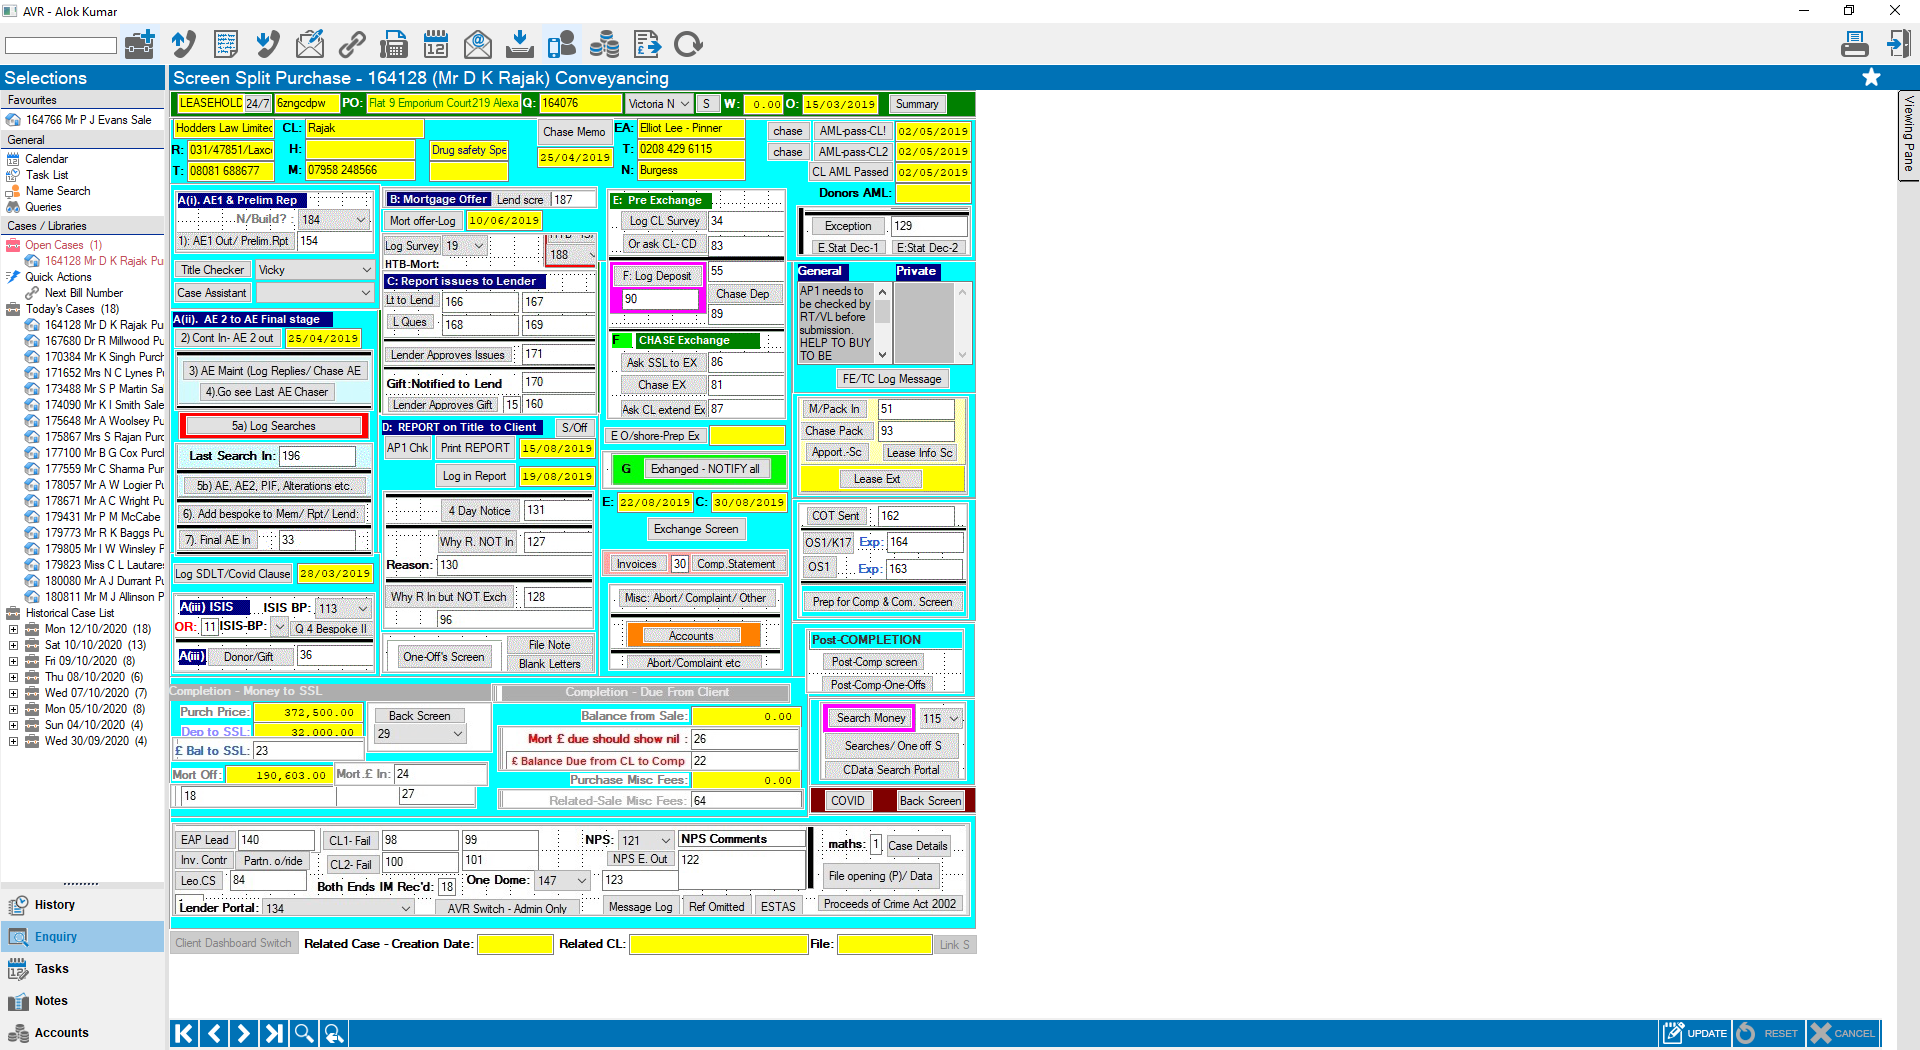 AVR - Alok Kumar
Selections
Screen Split Purchase - 164128 (Mr D K Rajak) Conveyancing
Favourites
164766 Mr P J Evans Sale
General
Calendar
Task List
Name Search
Queries
Cases / Libraries
Open Cases (1)
164128 Mr D K Rajak Pu
Quick Actions
Next Bill Number
Today's Cases (18)
164128 Mr D K Rajak Pu
167680 Dr R Millwood Pu
170384 Mr K Singh Purch
171652 Mrs N C Lynes Pu
173488 Mr S P Martin Sa
174090 Mr K I Smith Sale
175648 Mr A Woolsey Pu
175867 Mrs S Rajan Purc
177100 Mr B G Cox Purc
177559 Mr C Sharma Pur
178057 Mr A W Logier Pu
178671 Mr A C Wright Pu
179431 Mr P M McCabe
179773 Mr R K Baggs Pu
179805 Mr I W Winsley P
179823 Miss C L Lautare
180080 Mr A J Durrant P
180811 Mr M J Allinson P
Historical Case List
Mon 12/10/2020 (18)
Sat 10/10/2020 (13)
Fri 09/10/2020 (8)
Thu 08/10/2020 (6)
Wed 07/10/2020 (7)
Mon 05/10/2020 (8)
Sun 04/10/2020 (4)
Wed 30/09/2020 (4)
History
Enquiry
Tasks
Notes
Accounts
LEASEHOLD 24/7 6zngcdpw PO: Flat 9 Emporium Court219 Alexa Q: 164076 Victoria N S W: 0.00 O: 15/03/2019 Summary
Hodders Law Limitec CL: Rajak Chase Memo EA: Elliot Lee - Pinner chase AML-pass-CL! 02/05/2019
R: 031/47851/Laxcc H: Drug safety Spe 25/04/2019 T: 0208 429 6115 chase AML-pass-CL2 02/05/2019
T: 08081 688677 M: 07958 248566 N: Burgess CL AML Passed 02/05/2019
Donors AML:
A(i). AE1 & Prelim Rep
N/Build? : 184
1): AE1 Out/ Prelim.Rpt 154
Title Checker Vicky
Case Assistant
A(ii). AE 2 to AE Final stage
2) Cont In- AE 2 out 25/04/2019
3) AE Maint (Log Replies/ Chase AE
4).Go see Last AE Chaser
5a) Log Searches
Last Search In: 196
5b) AE, AE2, PIF, Alterations etc.
6). Add bespoke to Mem/ Rpt/ Lend:
7). Final AE In 33
Log SDLT/Covid Clause 28/03/2019
A(iii) ISIS ISIS BP: 113
OR: 11 ISIS-BP: Q 4 Bespoke II
A(iii) Donor/Gift 36
B: Mortgage Offer Lend scre 187
Mort offer-Log 10/06/2019
Log Survey 19 188
HTB-Mort:
C: Report issues to Lender
Lt to Lend 166 167
L Ques 168 169
Lender Approves Issues 171
Gift:Notified to Lend 170
Lender Approves Gift 15 160
D: REPORT on Title to Client S/Off
AP1 Chk Print REPORT 15/08/2019
Log in Report 19/08/2019
4 Day Notice 131
Why R. NOT In 127
Reason: 130
Why R In but NOT Exch 128
96
One-Off's Screen File Note
Blank Letters
E: Pre Exchange
Log CL Survey 34
Or ask CL- CD 83
F: Log Deposit 55
90 Chase Dep
89
F CHASE Exchange
Ask SSL to EX 86
Chase EX 81
Ask CL extend Ex 87
E O/shore-Prep Ex
G Exhanged - NOTIFY all
E: 22/08/2019 C: 30/08/2019
Exchange Screen
Invoices 30 Comp.Statement
Misc: Abort/ Complaint/ Other
Accounts
Abort/Complaint etc
Exception 129
E.Stat Dec-1 E:Stat Dec-2
General Private
AP1 needs to
be checked by
RT/VL before
submission.
HELP TO BUY
TO BE
FE/TC Log Message
M/Pack In 51
Chase Pack 93
Apport.-Sc Lease Info Sc
Lease Ext
COT Sent 162
OS1/K17 Exp: 164
OS1 Exp: 163
Prep for Comp & Com. Screen
Post-COMPLETION
Post-Comp screen
Post-Comp-One-Offs
Search Money 115
Searches/ One off S
CData Search Portal
COVID Back Screen
Completion - Money to SSL
Purch Price: 372,500.00 Back Screen
Dep to SSL: 32,000.00 29
£ Bal to SSL: 23
Mort Off: 190,603.00 Mort £ In: 24
18 27
Completion - Due From Client
Balance from Sale: 0.00
Mort £ due should show nil : 26
£ Balance Due from CL to Comp 22
Purchase Misc Fees: 0.00
Related-Sale Misc Fees: 64
EAP Lead 140 CL1- Fail 98 99 NPS: 121 NPS Comments maths: 1 Case Details
Inv. Contr Partn. o/ride CL2- Fail 100 101 NPS E. Out 122
Leo.CS 84 Both Ends IM Rec'd: 18 One Dome: 147 123 File opening (P)/ Data
Lender Portal: 134 AVR Switch - Admin Only Message Log Ref Omitted ESTAS Proceeds of Crime Act 2002
Client Dashboard Switch Related Case - Creation Date: Related CL: File: Link S
UPDATE RESET CANCEL
Viewing Pane